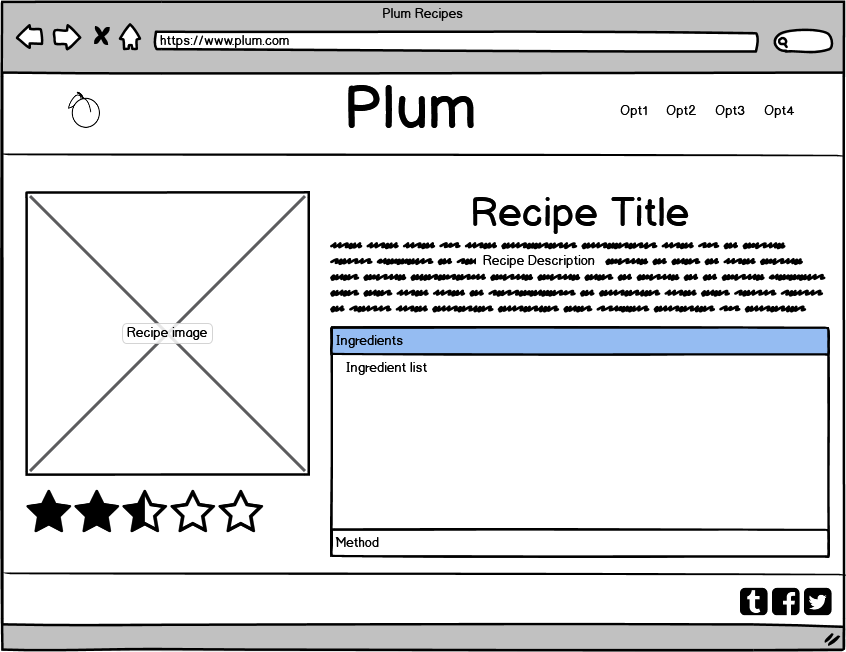 Plum Recipes
https://www.plum.com
Plum
Opt1 Opt2 Opt3 Opt4
Recipe image
Recipe Title
Recipe Description
Ingredients
Ingredient list
Method